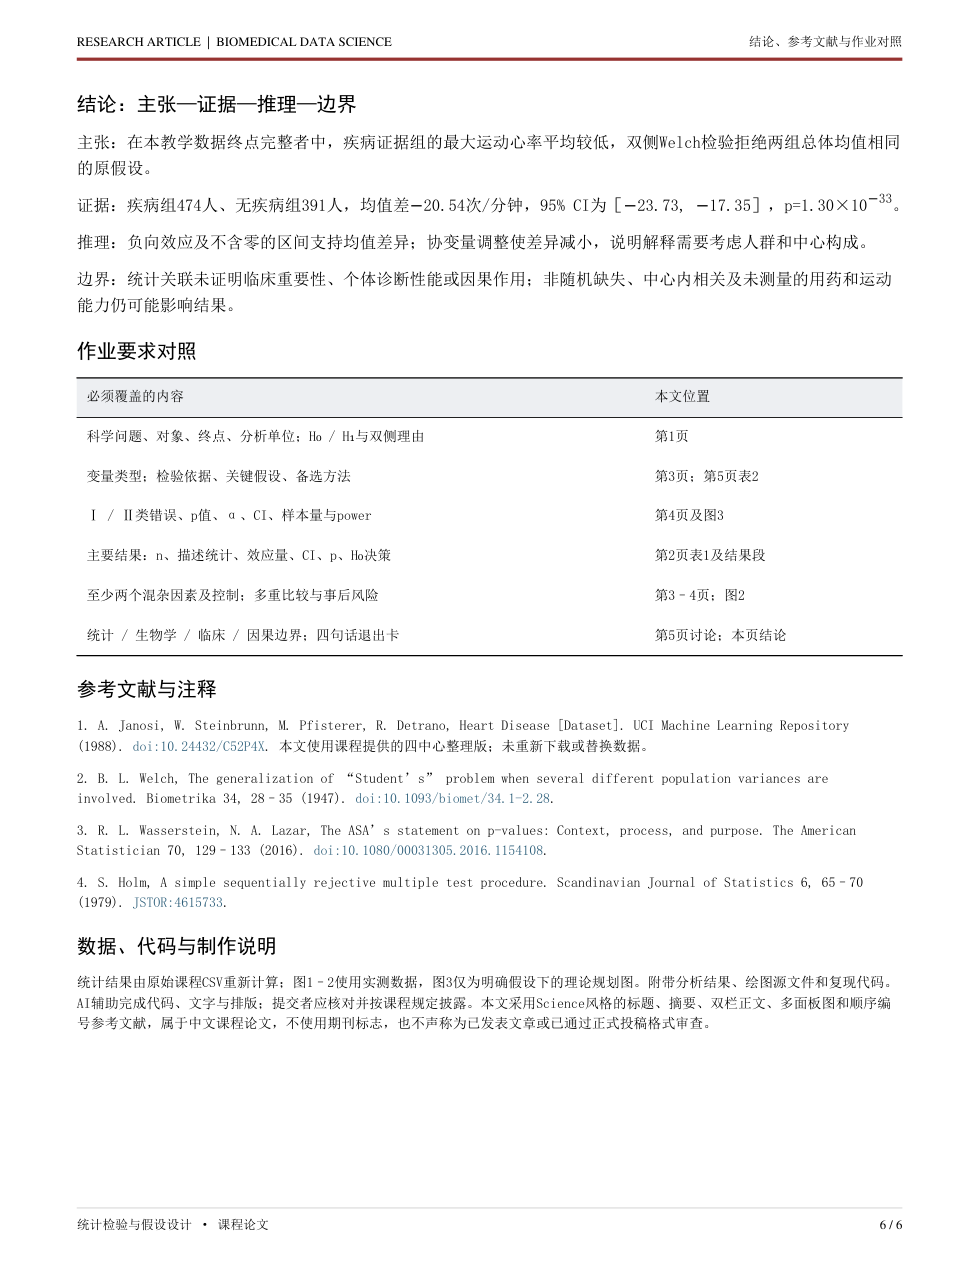 RESEARCH ARTICLE | BIOMEDICAL DATA SCIENCE 结论、参考文献与作业对照
结论：主张—证据—推理—边界
主张：在本教学数据终点完整者中，疾病证据组的最大运动心率平均较低，双侧Welch检验拒绝两组总体均值相同
的原假设。
证据：疾病组474人、无疾病组391人，均值差−20.54次/分钟，95% CI为［−23.73, −17.35］，p=1.30×10⁻³³。
推理：负向效应及不含零的区间支持均值差异；协变量调整使差异减小，说明解释需要考虑人群和中心构成。
边界：统计关联未证明临床重要性、个体诊断性能或因果作用；非随机缺失、中心内相关及未测量的用药和运动
能力仍可能影响结果。
作业要求对照
必须覆盖的内容 本文位置
科学问题、对象、终点、分析单位；H₀ / H₁与双侧理由 第1页
变量类型；检验依据、关键假设、备选方法 第3页；第5页表2
Ⅰ / Ⅱ类错误、p值、α、CI、样本量与power 第4页及图3
主要结果：n、描述统计、效应量、CI、p、H₀决策 第2页表1及结果段
至少两个混杂因素及控制；多重比较与事后风险 第3–4页；图2
统计 / 生物学 / 临床 / 因果边界；四句话退出卡 第5页讨论；本页结论
参考文献与注释
1. A. Janosi, W. Steinbrunn, M. Pfisterer, R. Detrano, Heart Disease [Dataset]. UCI Machine Learning Repository
(1988). doi:10.24432/C52P4X. 本文使用课程提供的四中心整理版；未重新下载或替换数据。
2. B. L. Welch, The generalization of “Student’s” problem when several different population variances are
involved. Biometrika 34, 28–35 (1947). doi:10.1093/biomet/34.1-2.28.
3. R. L. Wasserstein, N. A. Lazar, The ASA’s statement on p-values: Context, process, and purpose. The American
Statistician 70, 129–133 (2016). doi:10.1080/00031305.2016.1154108.
4. S. Holm, A simple sequentially rejective multiple test procedure. Scandinavian Journal of Statistics 6, 65–70
(1979). JSTOR:4615733.
数据、代码与制作说明
统计结果由原始课程CSV重新计算；图1–2使用实测数据，图3仅为明确假设下的理论规划图。附带分析结果、绘图源文件和复现代码。
AI辅助完成代码、文字与排版；提交者应核对并按课程规定披露。本文采用Science风格的标题、摘要、双栏正文、多面板图和顺序编
号参考文献，属于中文课程论文，不使用期刊标志，也不声称为已发表文章或已通过正式投稿格式审查。
统计检验与假设设计 • 课程论文 6 / 6